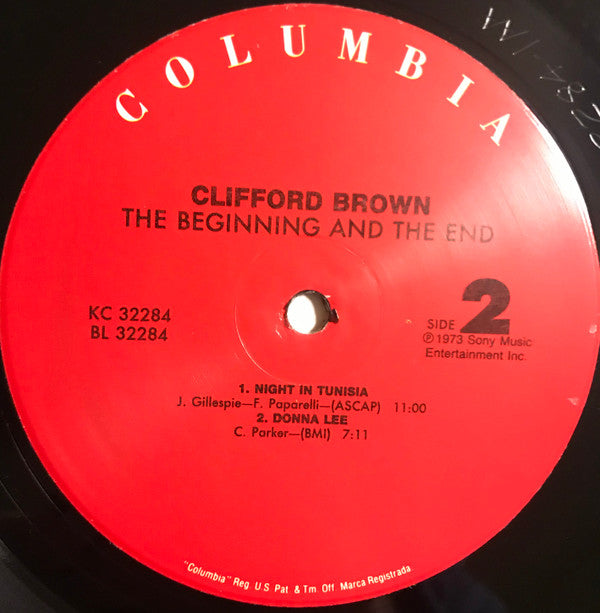 COLUMBIA
CLIFFORD BROWN
THE BEGINNING AND THE END
KC 32284
BL 32284
SIDE 2
℗ 1973 Sony Music
Entertainment Inc.
1. NIGHT IN TUNISIA
J. Gillespie—F. Paparelli—(ASCAP) 11:00
2. DONNA LEE
C. Parker—(BMI) 7:11
"Columbia" Reg U.S Pat & Tm Off Marca Registrada